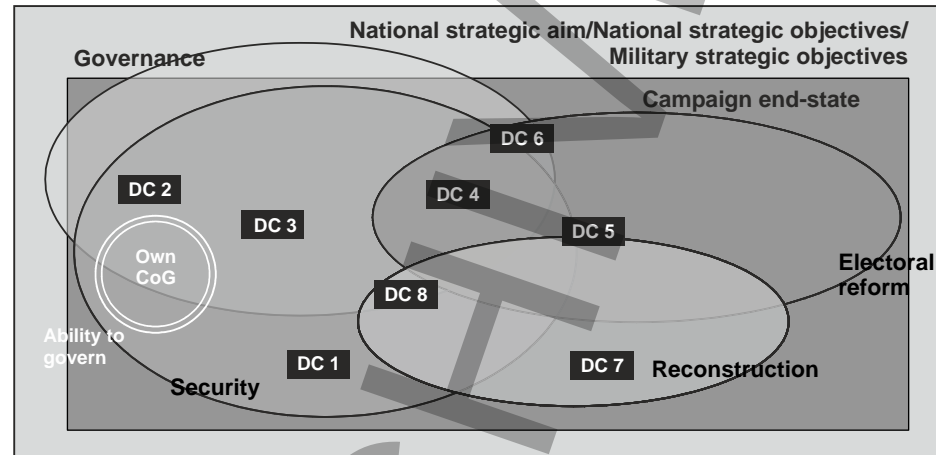 National strategic aim/National strategic objectives/
Military strategic objectives
Governance
Campaign end-state
DC 6
DC 2
DC 4
DC 3
DC 5
Own
CoG
Electoral
reform
DC 8
Ability to
govern
DC 1
DC 7
Reconstruction
Security